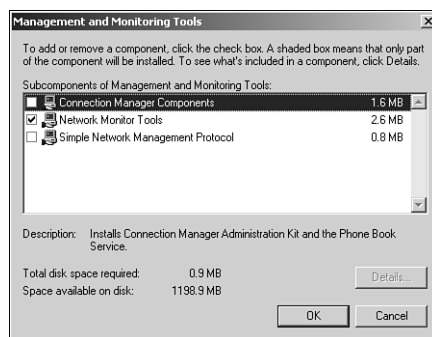 Management and Monitoring Tools
To add or remove a component, click the check box. A shaded box means that only part
of the component will be installed. To see what's included in a component, click Details.
Subcomponents of Management and Monitoring Tools:
Connection Manager Components 1.6 MB
Network Monitor Tools 2.6 MB
Simple Network Management Protocol 0.8 MB
Description: Installs Connection Manager Administration Kit and the Phone Book
Service.
Total disk space required: 0.9 MB
Space available on disk: 1198.9 MB
Details...
OK Cancel